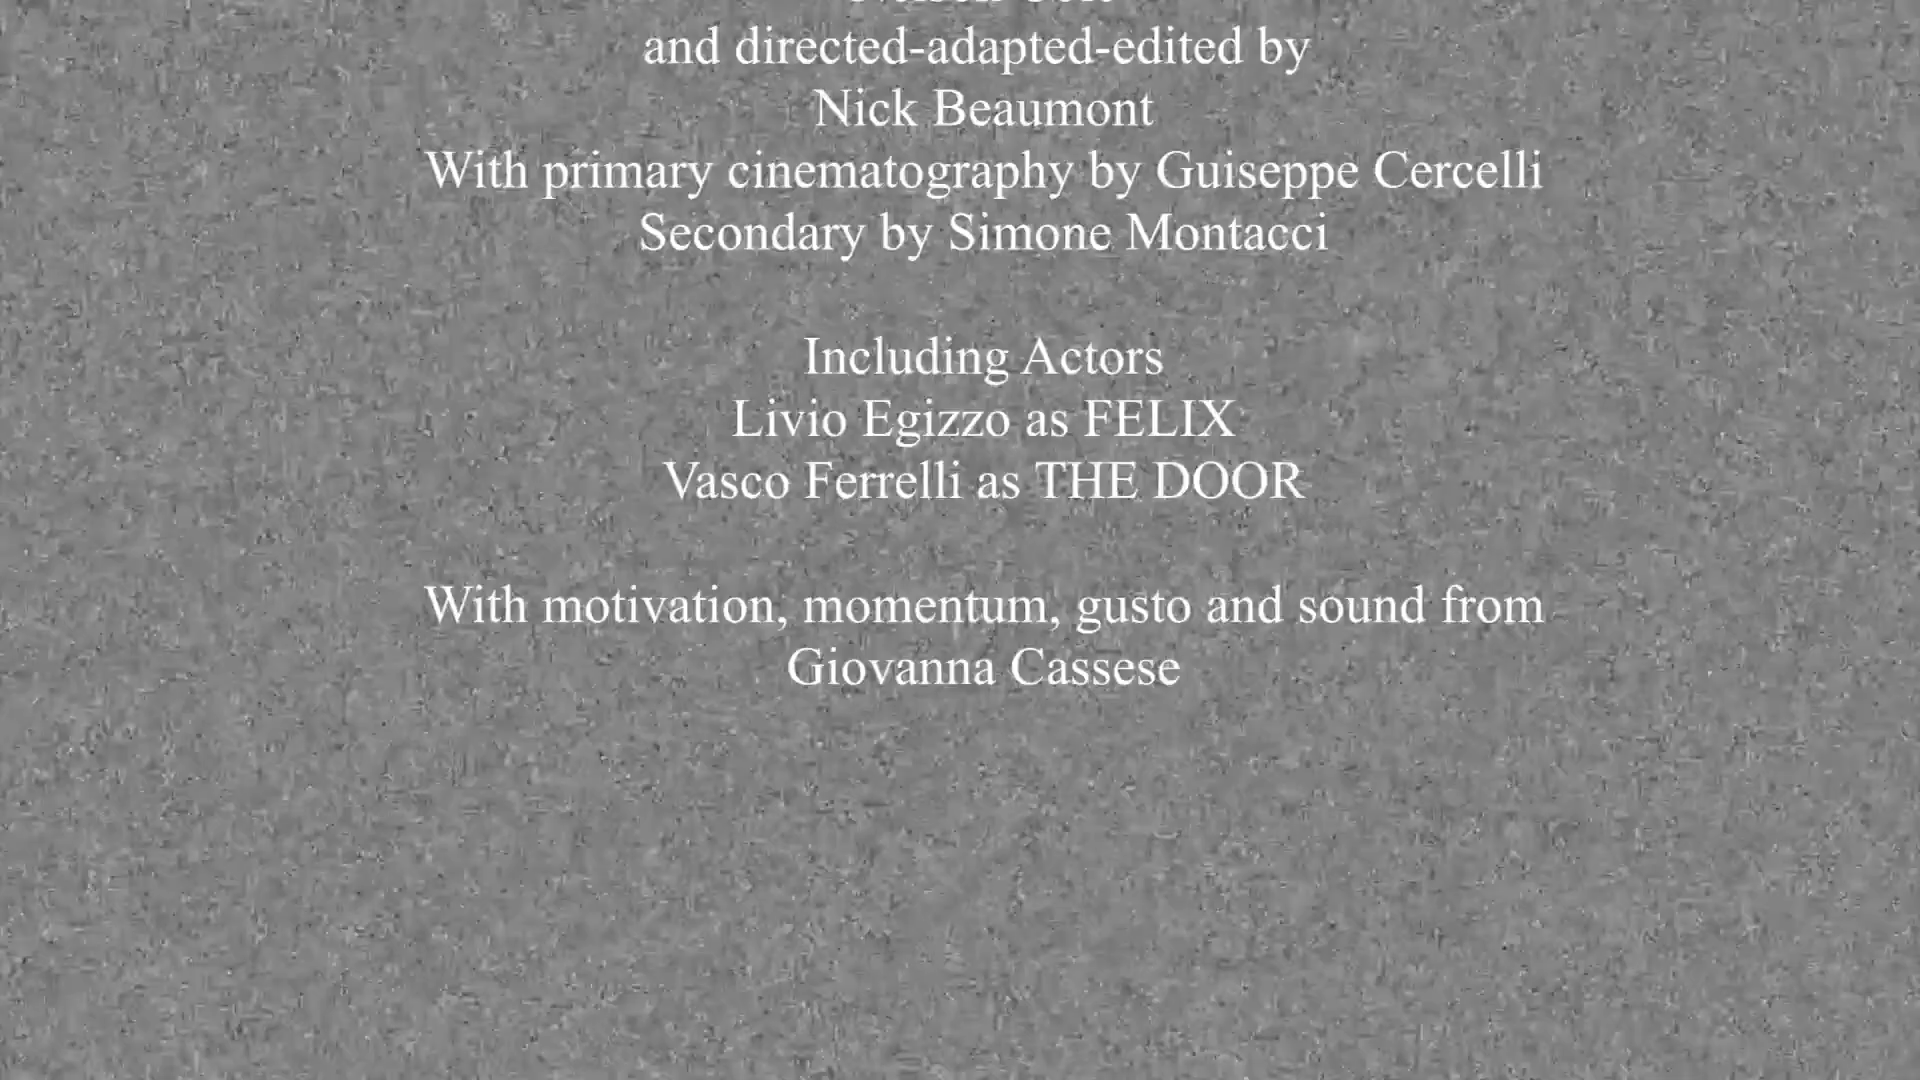 and directed-adapted-edited by
Nick Beaumont
With primary cinematography by Guiseppe Cercelli
Secondary by Simone Montacci
Including Actors
Livio Egizzo as FELIX
Vasco Ferrelli as THE DOOR
With motivation, momentum, gusto and sound from
Giovanna Cassese